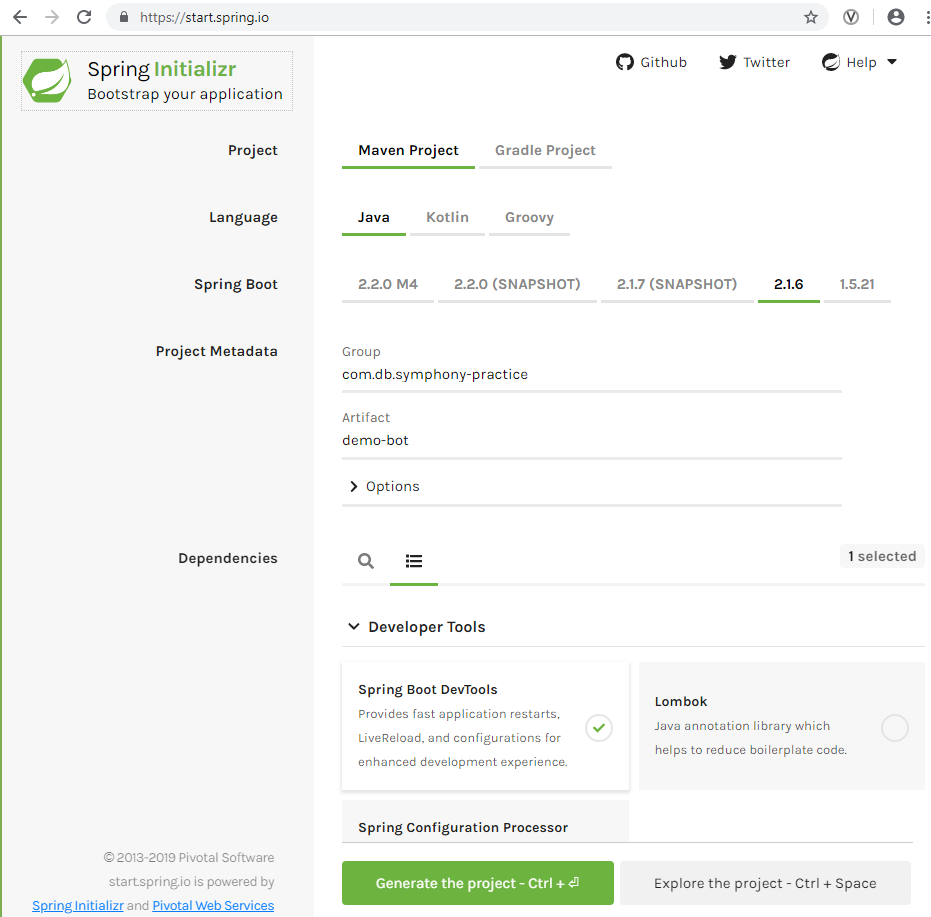 https://start.spring.io
Spring Initializr
Bootstrap your application
Github Twitter Help
Project
Maven Project Gradle Project
Language
Java Kotlin Groovy
Spring Boot
2.2.0 M4 2.2.0 (SNAPSHOT) 2.1.7 (SNAPSHOT) 2.1.6 1.5.21
Project Metadata
Group
com.db.symphony-practice
Artifact
demo-bot
Options
Dependencies
1 selected
Developer Tools
Spring Boot DevTools
Provides fast application restarts,
LiveReload, and configurations for
enhanced development experience.
Lombok
Java annotation library which
helps to reduce boilerplate code.
Spring Configuration Processor
© 2013-2019 Pivotal Software
start.spring.io is powered by
Spring Initializr and Pivotal Web Services
Generate the project - Ctrl + ⏎
Explore the project - Ctrl + Space